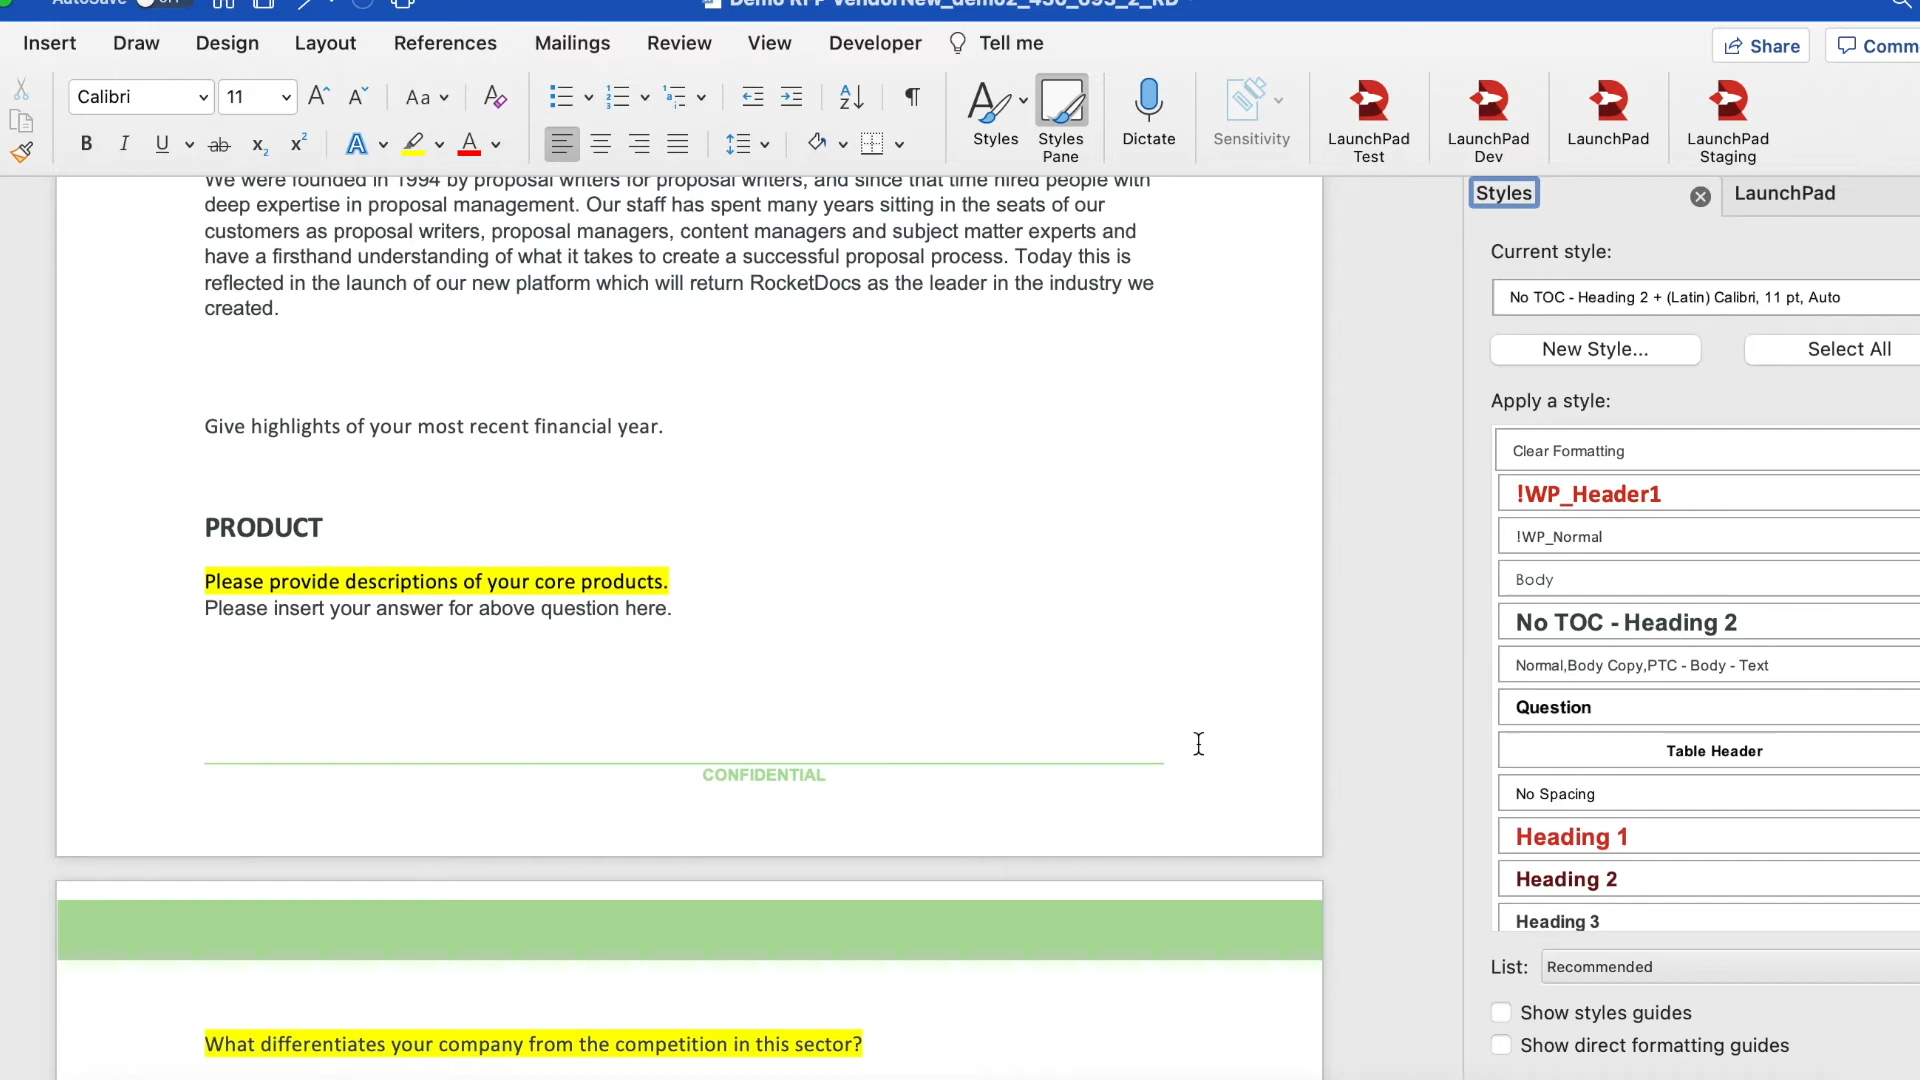 AutoSave OFF
Insert Draw Design Layout References Mailings Review View Developer Tell me
Share Comm
Calibri 11
Aa
Styles
Styles Pane
Dictate
Sensitivity
LaunchPad Test
LaunchPad Dev
LaunchPad
LaunchPad Staging
We were founded in 1994 by proposal writers for proposal writers, and since that time hired people with
deep expertise in proposal management. Our staff has spent many years sitting in the seats of our
customers as proposal writers, proposal managers, content managers and subject matter experts and
have a firsthand understanding of what it takes to create a successful proposal process. Today this is
reflected in the launch of our new platform which will return RocketDocs as the leader in the industry we
created.
Give highlights of your most recent financial year.
PRODUCT
Please provide descriptions of your core products.
Please insert your answer for above question here.
CONFIDENTIAL
What differentiates your company from the competition in this sector?
Styles
LaunchPad
Current style:
No TOC - Heading 2 + (Latin) Calibri, 11 pt, Auto
New Style...
Select All
Apply a style:
Clear Formatting
!WP_Header1
!WP_Normal
Body
No TOC - Heading 2
Normal,Body Copy,PTC - Body - Text
Question
Table Header
No Spacing
Heading 1
Heading 2
Heading 3
List: Recommended
Show styles guides
Show direct formatting guides